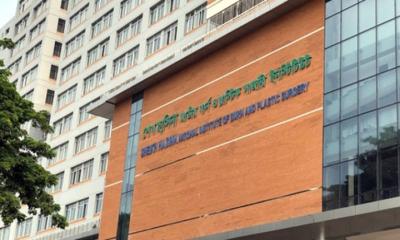 শেখ হাসিনা জাতীয় বার্ন ও প্লাস্টিক সার্জারী ইনস্টিটিউট
SHEIKH HASINA NATIONAL INSTITUTE OF BURN AND PLASTIC SURGERY